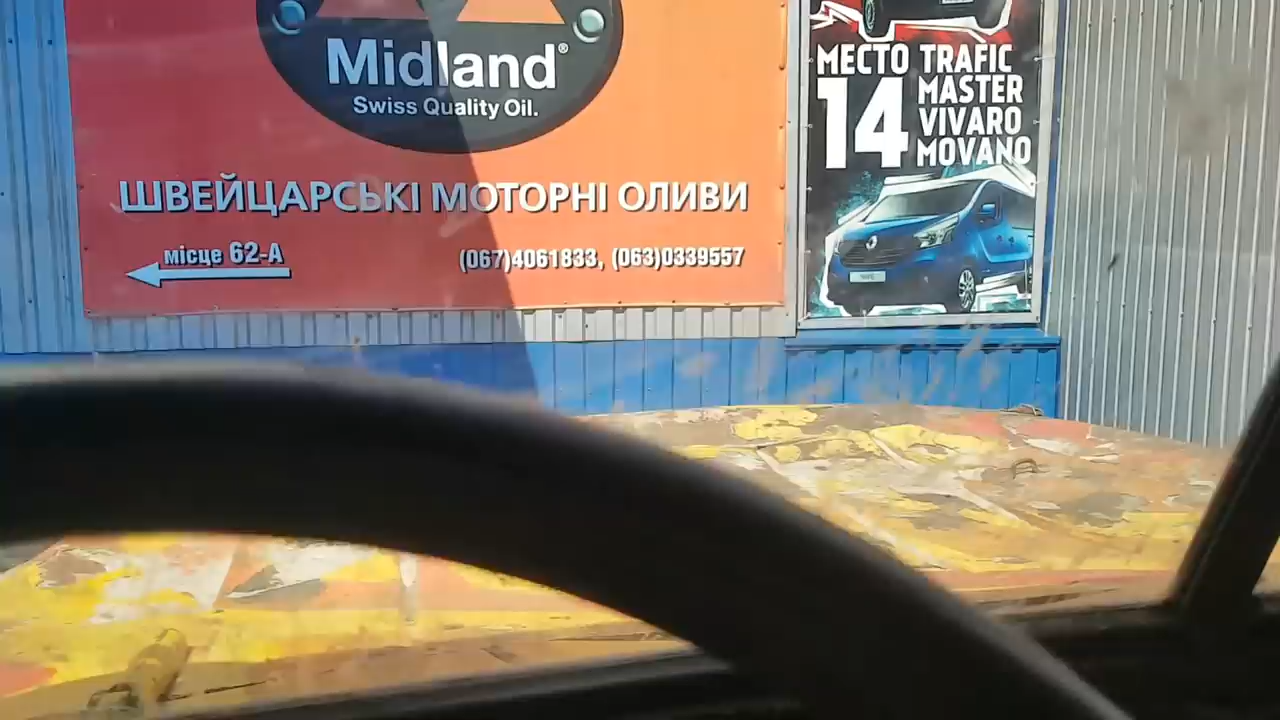 Midland®
Swiss Quality Oil.
ШВЕЙЦАРСЬКІ МОТОРНІ ОЛИВИ
місце 62-А
(067)4061833, (063)0339557
МЕСТО 14
TRAFIC
MASTER
VIVARO
MOVANO